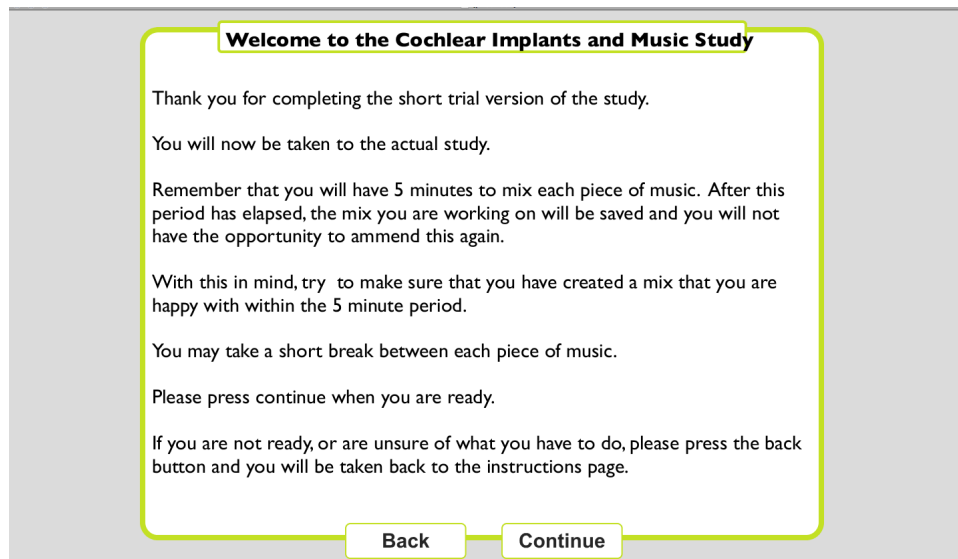 Welcome to the Cochlear Implants and Music Study
Thank you for completing the short trial version of the study.
You will now be taken to the actual study.
Remember that you will have 5 minutes to mix each piece of music. After this
period has elapsed, the mix you are working on will be saved and you will not
have the opportunity to ammend this again.
With this in mind, try to make sure that you have created a mix that you are
happy with within the 5 minute period.
You may take a short break between each piece of music.
Please press continue when you are ready.
If you are not ready, or are unsure of what you have to do, please press the back
button and you will be taken back to the instructions page.
Back Continue